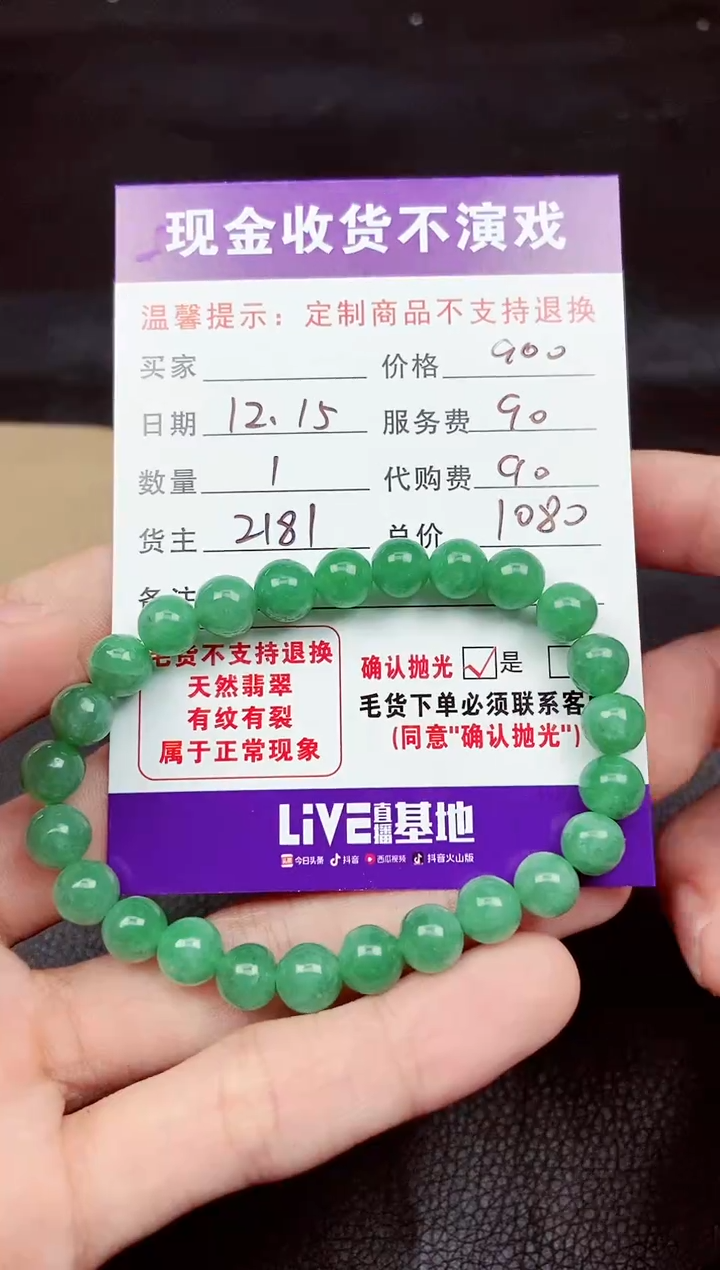 现金收货不演戏
温馨提示：定制商品不支持退换
买家 价格 900
日期 12.15 服务费 90
数量 1 代购费 90
货主 2181 总价 1080
备注
毛货不支持退换
天然翡翠
有纹有裂
属于正常现象
确认抛光 是
毛货下单必须联系客
(同意"确认抛光")
LiVE直播基地
今日头条 抖音 西瓜视频 抖音火山版